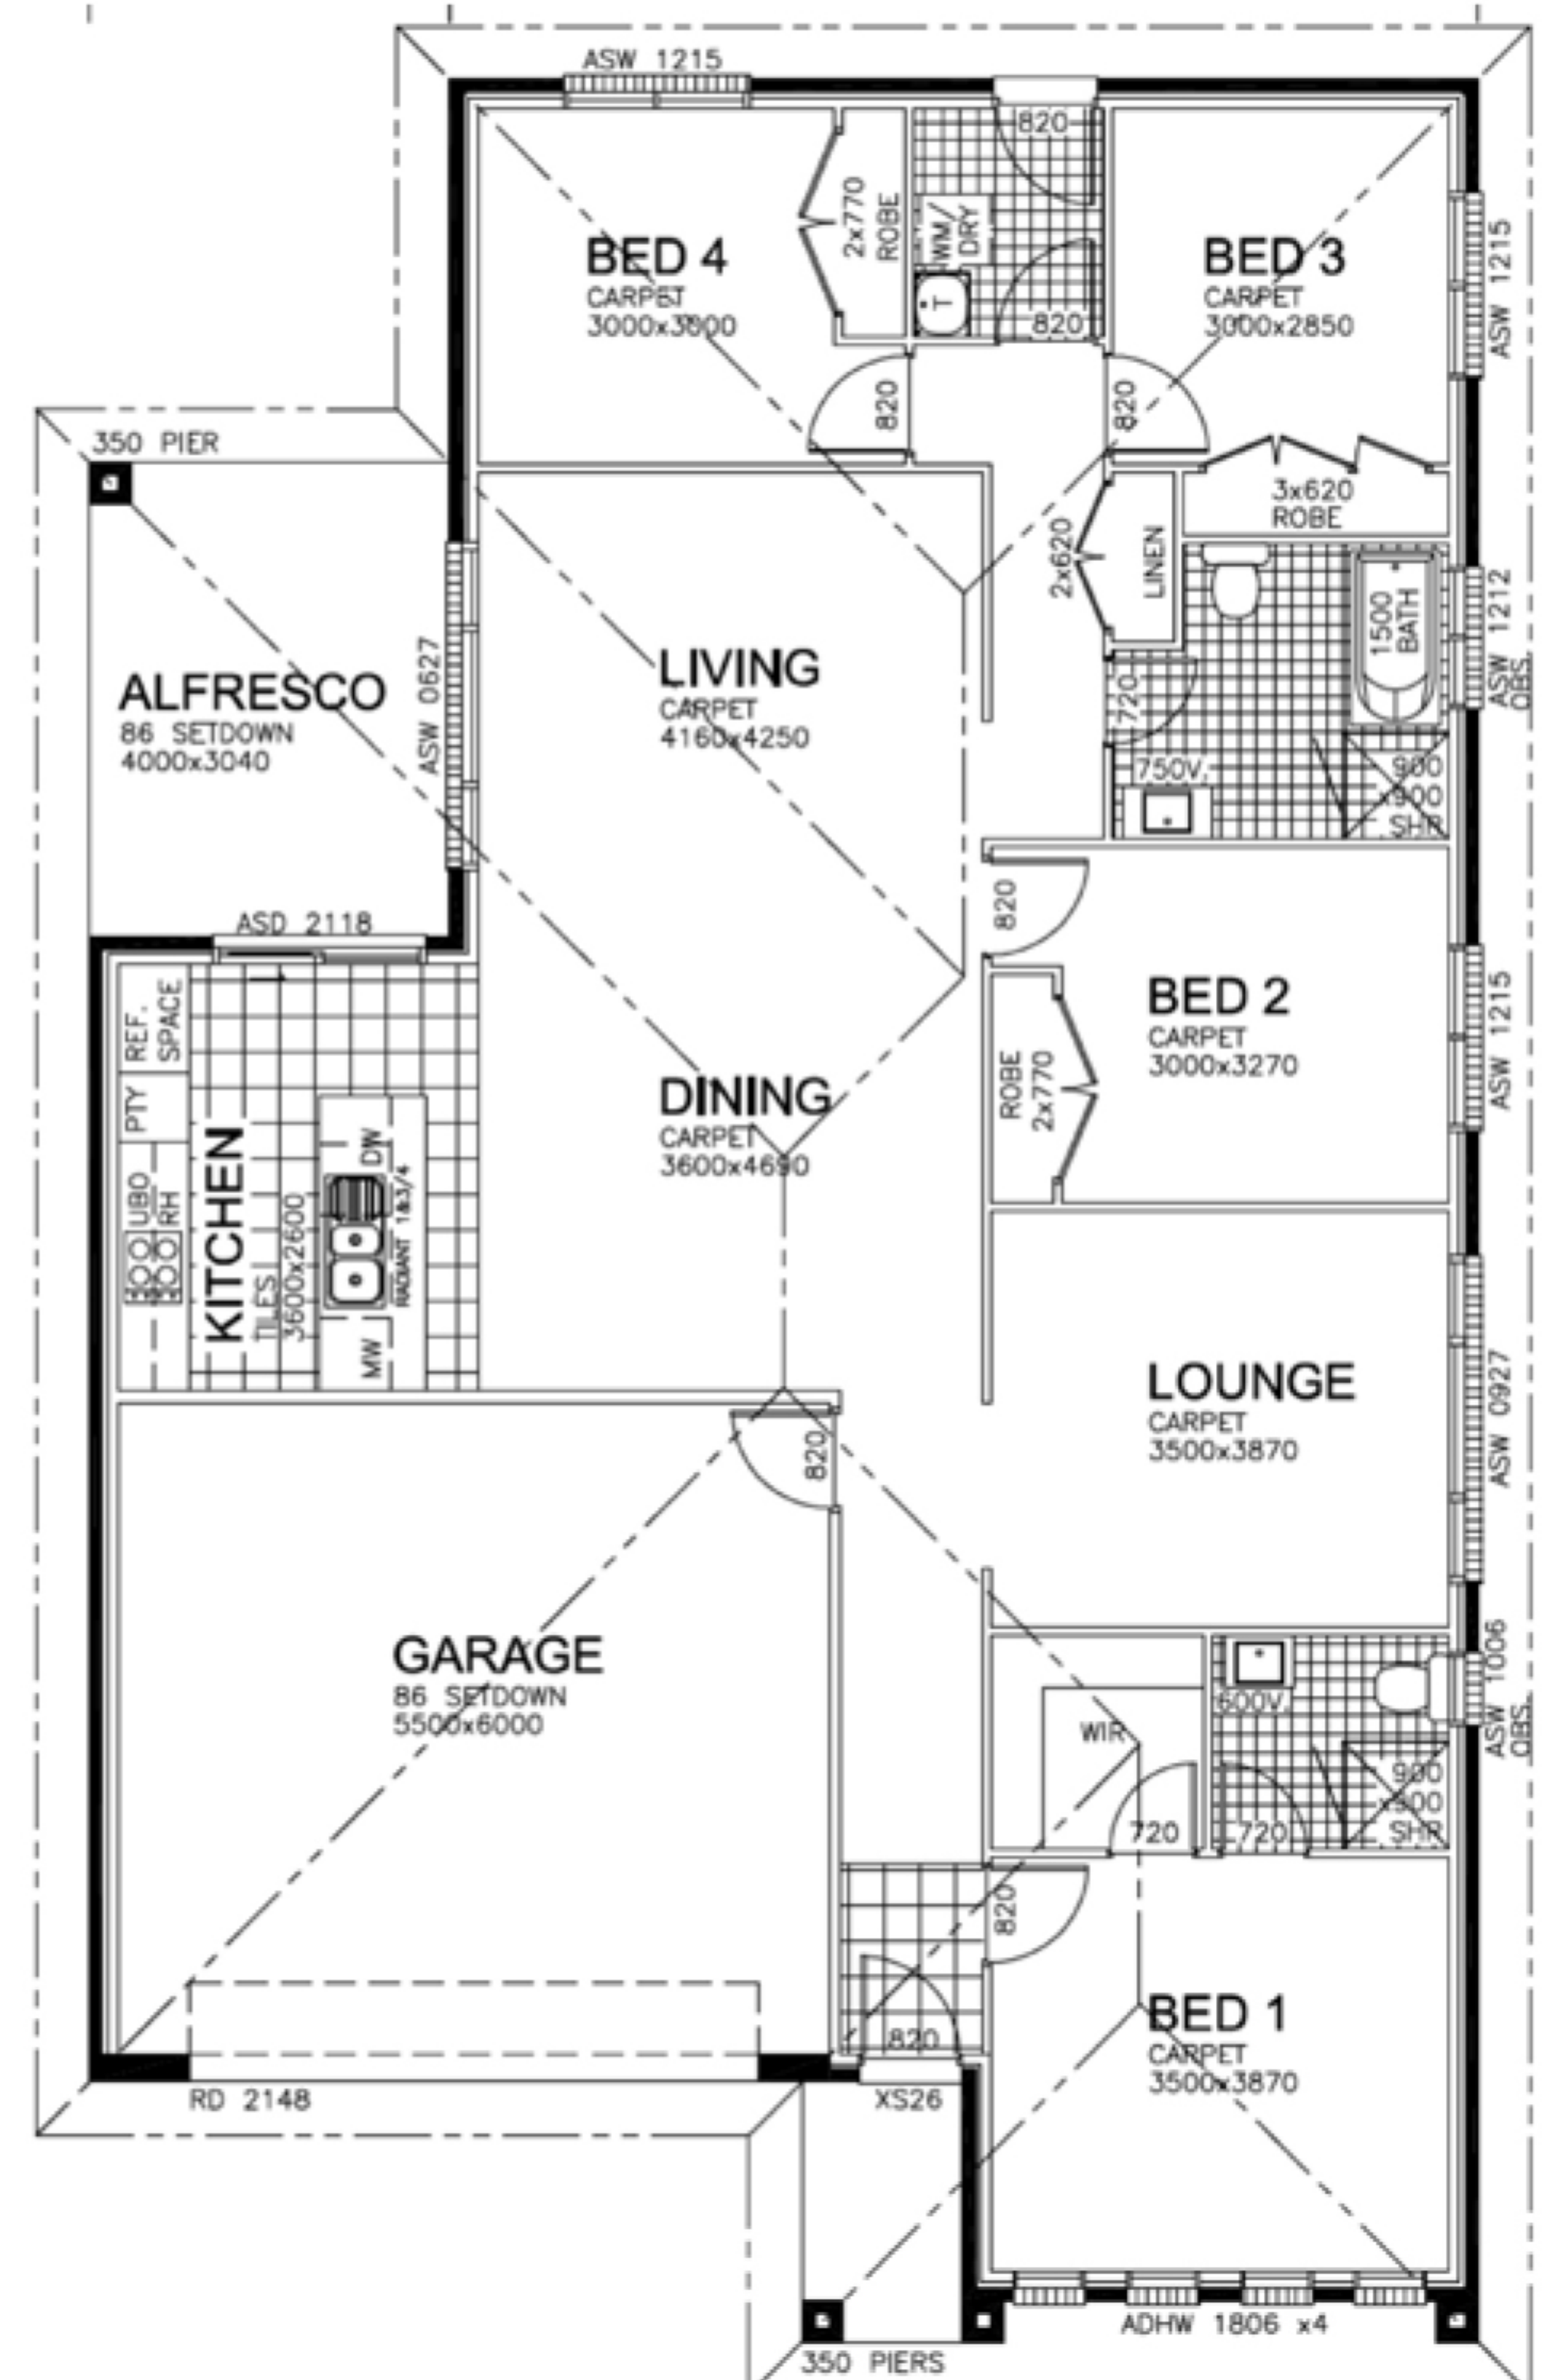 ASW 1215
820
2x770
ROBE
WM/
DRY
T
820
BED 4
CARPET
3000x3000
BED 3
CARPET
3000x2850
ASW 1215
820
820
350 PIER
3x620
ROBE
2x620
LINEN
1500
BATH
ASW 1212
OBS.
ALFRESCO
86 SETDOWN
4000x3040
ASW 0627
LIVING
CARPET
4160x4250
720
750V.
900
x900
SHR
820
ASD 2118
REF.
SPACE
PTY
UBO
RH
KITCHEN
TILES
3600x2600
DW
RADIANT 1&3/4
MW
DINING
CARPET
3600x4690
ROBE
2x770
BED 2
CARPET
3000x3270
ASW 1215
LOUNGE
CARPET
3500x3870
ASW 0927
820
GARAGE
86 SETDOWN
5500x6000
WIR
600V.
ASW 1006
OBS.
900
x900
SHR
720
720
820
820
BED 1
CARPET
3500x3870
RD 2148
XS26
ADHW 1806 x4
350 PIERS